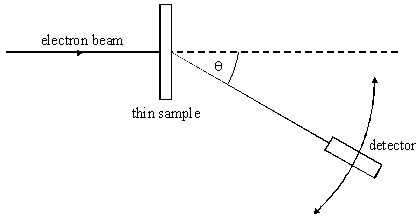 electron beam
θ
thin sample
detector